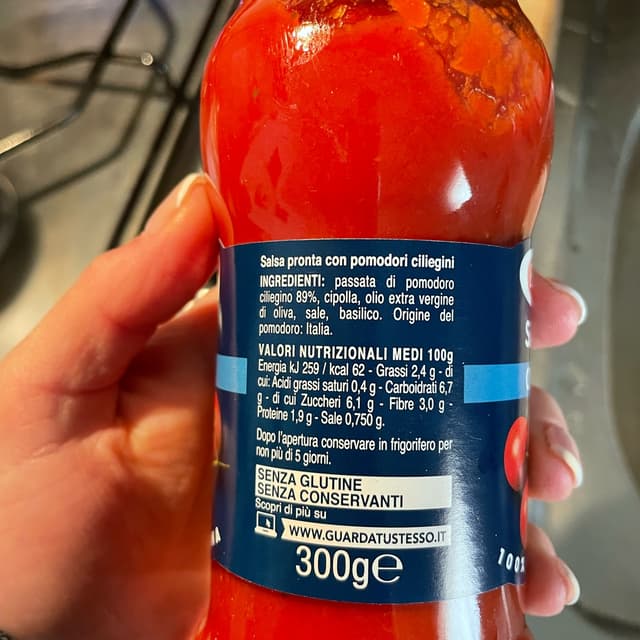 Salsa pronta con pomodori ciliegini
INGREDIENTI: passata di pomodoro
ciliegino 89%, cipolla, olio extra vergine
di oliva, sale, basilico. Origine del
pomodoro: Italia.
VALORI NUTRIZIONALI MEDI 100g
Energia kJ 259 / kcal 62 - Grassi 2,4 g - di
cui: Acidi grassi saturi 0,4 g - Carboidrati 6,7
g - di cui Zuccheri 6,1 g - Fibre 3,0 g -
Proteine 1,9 g - Sale 0,750 g.
Dopo l'apertura conservare in frigorifero per
non più di 5 giorni.
SENZA GLUTINE
SENZA CONSERVANTI
Scopri di più su
WWW.GUARDATUSTESSO.IT
300g℮